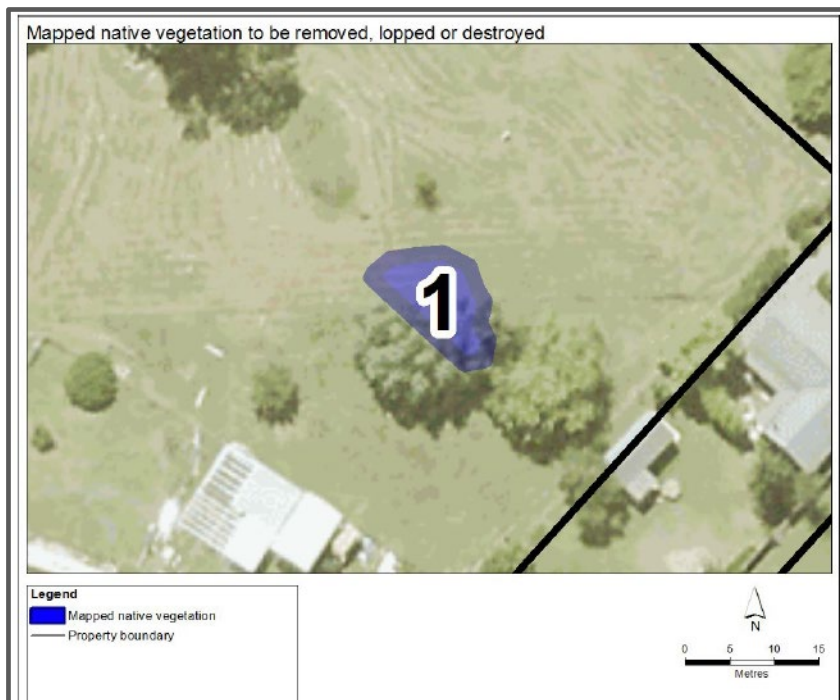 Mapped native vegetation to be removed, lopped or destroyed
1
Legend
Mapped native vegetation
Property boundary
N
0 5 10 15
Metres